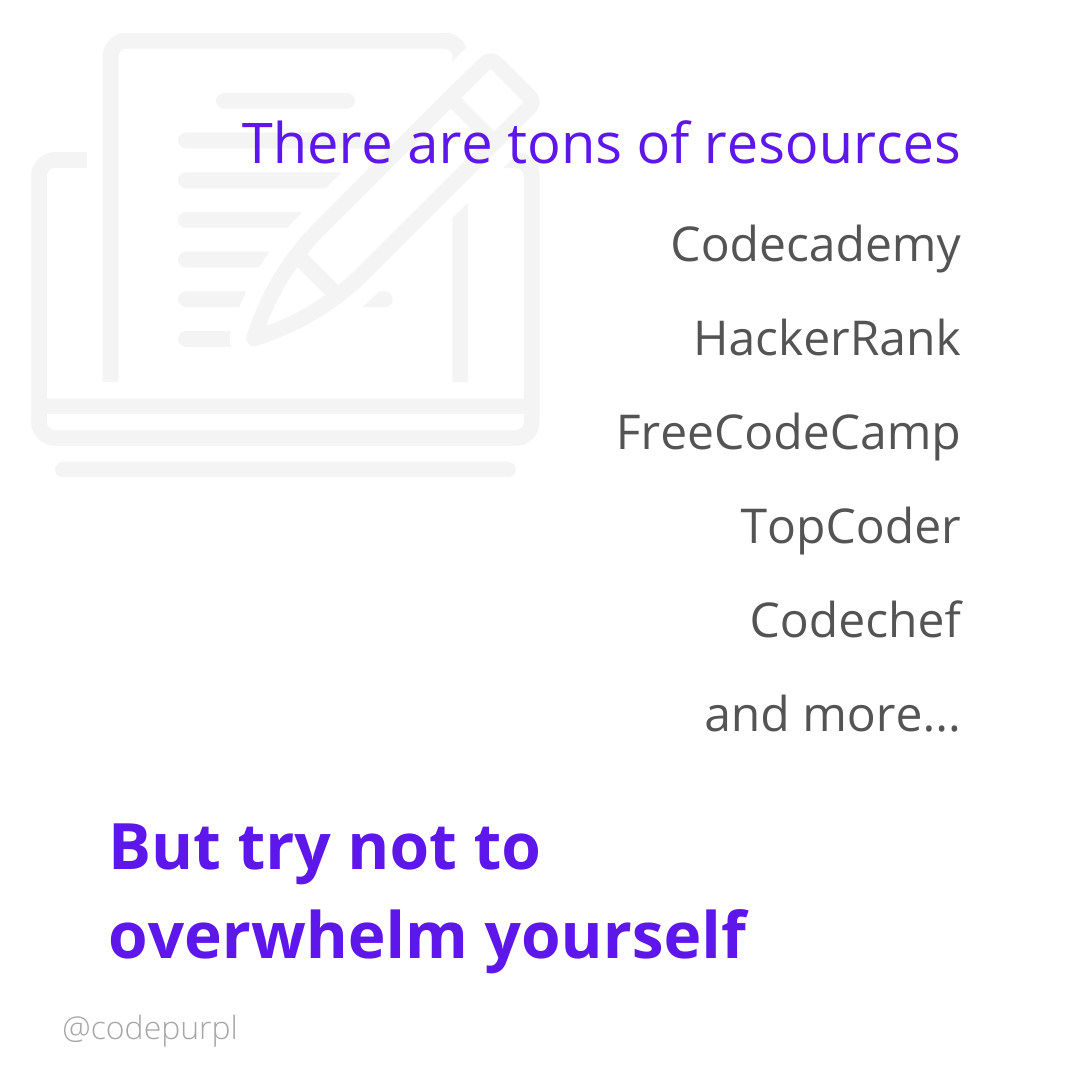 There are tons of resources
Codecademy
HackerRank
FreeCodeCamp
TopCoder
Codechef
and more...
But try not to
overwhelm yourself
@codepurpl